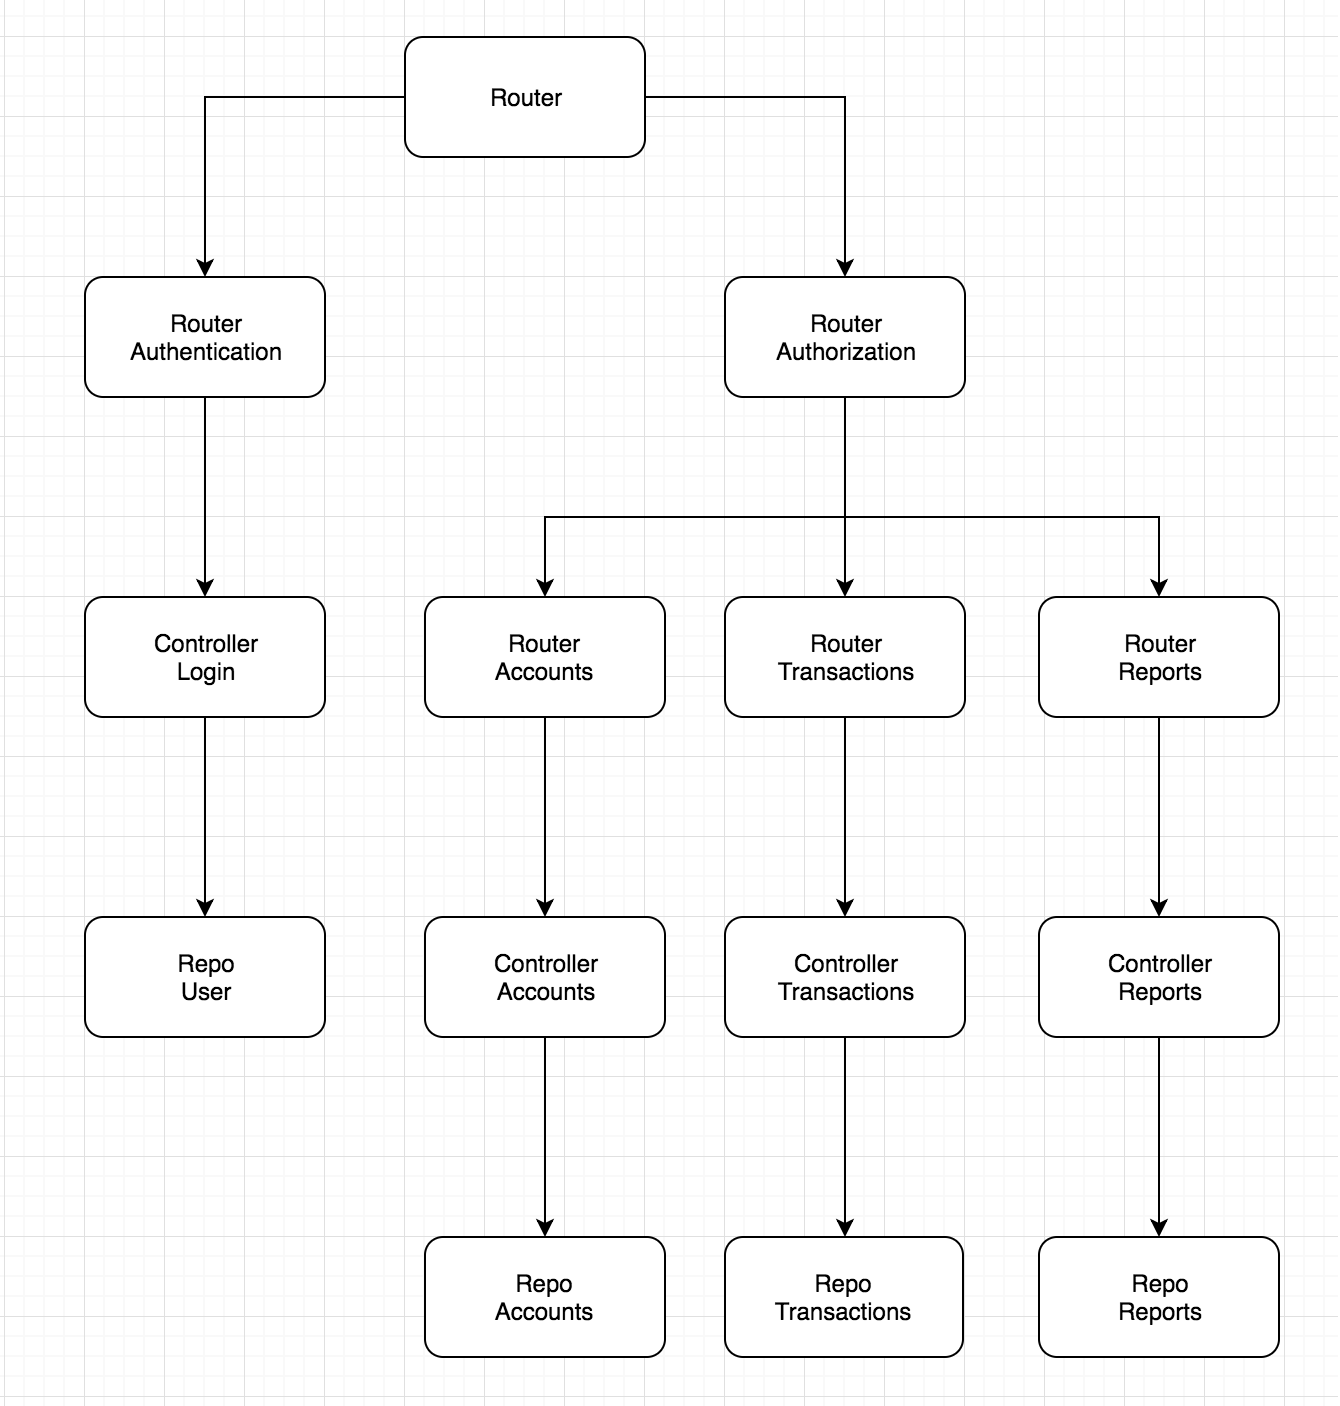 Router
Router
Authentication
Router
Authorization
Controller
Login
Router
Accounts
Router
Transactions
Router
Reports
Repo
User
Controller
Accounts
Controller
Transactions
Controller
Reports
Repo
Accounts
Repo
Transactions
Repo
Reports